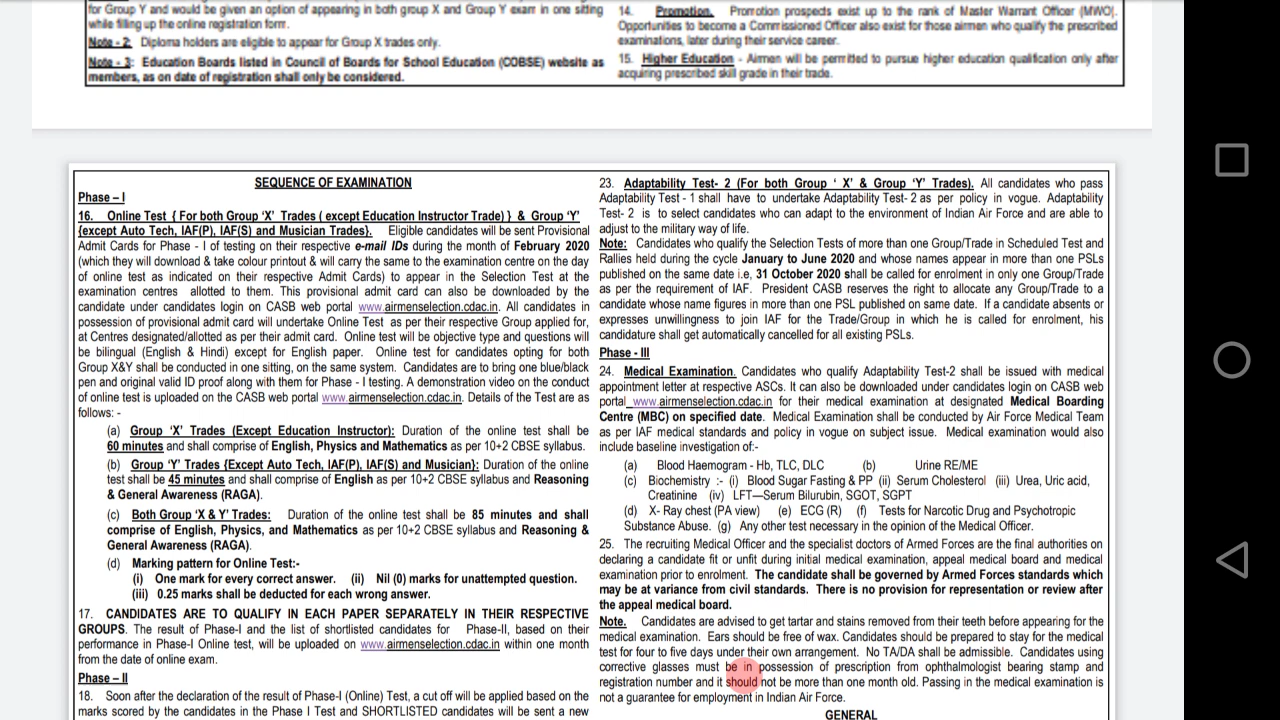 for Group Y and would be given an option of appearing in both group X and Group Y exam in one sitting
while filling up the online registration form.
Note - 2: Diploma holders are eligible to appear for Group X trades only.
Note - 3: Education Boards listed in Council of Boards for School Education (COBSE) website as
members, as on date of registration shall only be considered.
14. Promotion. Promotion prospects exist up to the rank of Master Warrant Officer (MWO).
Opportunities to become a Commissioned Officer also exist for those airmen who qualify the prescribed
examinations, later during their service career.
15. Higher Education - Airmen will be permitted to pursue higher education qualification only after
acquiring prescribed skill grade in their trade.
SEQUENCE OF EXAMINATION
Phase – I
16. Online Test { For both Group 'X' Trades ( except Education Instructor Trade) } & Group 'Y'
{except Auto Tech, IAF(P), IAF(S) and Musician Trades}. Eligible candidates will be sent Provisional
Admit Cards for Phase - I of testing on their respective e-mail IDs during the month of February 2020
(which they will download & take colour printout & will carry the same to the examination centre on the day
of online test as indicated on their respective Admit Cards) to appear in the Selection Test at the
examination centres allotted to them. This provisional admit card can also be downloaded by the
candidate under candidates login on CASB web portal www.airmenselection.cdac.in. All candidates in
possession of provisional admit card will undertake Online Test as per their respective Group applied for,
at Centres designated/allotted as per their admit card. Online test will be objective type and questions will
be bilingual (English & Hindi) except for English paper. Online test for candidates opting for both
Group X&Y shall be conducted in one sitting, on the same system. Candidates are to bring one blue/black
pen and original valid ID proof along with them for Phase - I testing. A demonstration video on the conduct
of online test is uploaded on the CASB web portal www.airmenselection.cdac.in. Details of the Test are as
follows: -
(a) Group 'X' Trades (Except Education Instructor): Duration of the online test shall be
60 minutes and shall comprise of English, Physics and Mathematics as per 10+2 CBSE syllabus.
(b) Group 'Y' Trades {Except Auto Tech, IAF(P), IAF(S) and Musician}: Duration of the online
test shall be 45 minutes and shall comprise of English as per 10+2 CBSE syllabus and Reasoning
& General Awareness (RAGA).
(c) Both Group 'X & Y' Trades: Duration of the online test shall be 85 minutes and shall
comprise of English, Physics, and Mathematics as per 10+2 CBSE syllabus and Reasoning &
General Awareness (RAGA).
(d) Marking pattern for Online Test:-
(i) One mark for every correct answer. (ii) Nil (0) marks for unattempted question.
(iii) 0.25 marks shall be deducted for each wrong answer.
17. CANDIDATES ARE TO QUALIFY IN EACH PAPER SEPARATELY IN THEIR RESPECTIVE
GROUPS. The result of Phase-I and the list of shortlisted candidates for Phase-II, based on their
performance in Phase-I Online test, will be uploaded on www.airmenselection.cdac.in within one month
from the date of online exam.
Phase – II
18. Soon after the declaration of the result of Phase-I (Online) Test, a cut off will be applied based on the
marks scored by the candidates in the Phase I Test and SHORTLISTED candidates will be sent a new
23. Adaptability Test- 2 (For both Group ' X' & Group 'Y' Trades). All candidates who pass
Adaptability Test - 1 shall have to undertake Adaptability Test- 2 as per policy in vogue. Adaptability
Test- 2 is to select candidates who can adapt to the environment of Indian Air Force and are able to
adjust to the military way of life.
Note: Candidates who qualify the Selection Tests of more than one Group/Trade in Scheduled Test and
Rallies held during the cycle January to June 2020 and whose names appear in more than one PSLs
published on the same date i.e, 31 October 2020 shall be called for enrolment in only one Group/Trade
as per the requirement of IAF. President CASB reserves the right to allocate any Group/Trade to a
candidate whose name figures in more than one PSL published on same date. If a candidate absents or
expresses unwillingness to join IAF for the Trade/Group in which he is called for enrolment, his
candidature shall get automatically cancelled for all existing PSLs.
Phase - III
24. Medical Examination. Candidates who qualify Adaptability Test-2 shall be issued with medical
appointment letter at respective ASCs. It can also be downloaded under candidates login on CASB web
portal www.airmenselection.cdac.in for their medical examination at designated Medical Boarding
Centre (MBC) on specified date. Medical Examination shall be conducted by Air Force Medical Team
as per IAF medical standards and policy in vogue on subject issue. Medical examination would also
include baseline investigation of:-
(a) Blood Haemogram - Hb, TLC, DLC (b) Urine RE/ME
(c) Biochemistry :- (i) Blood Sugar Fasting & PP (ii) Serum Cholesterol (iii) Urea, Uric acid,
Creatinine (iv) LFT—Serum Bilurubin, SGOT, SGPT
(d) X- Ray chest (PA view) (e) ECG (R) (f) Tests for Narcotic Drug and Psychotropic
Substance Abuse. (g) Any other test necessary in the opinion of the Medical Officer.
25. The recruiting Medical Officer and the specialist doctors of Armed Forces are the final authorities on
declaring a candidate fit or unfit during initial medical examination, appeal medical board and medical
examination prior to enrolment. The candidate shall be governed by Armed Forces standards which
may be at variance from civil standards. There is no provision for representation or review after
the appeal medical board.
Note. Candidates are advised to get tartar and stains removed from their teeth before appearing for the
medical examination. Ears should be free of wax. Candidates should be prepared to stay for the medical
test for four to five days under their own arrangement. No TA/DA shall be admissible. Candidates using
corrective glasses must be in possession of prescription from ophthalmologist bearing stamp and
registration number and it should not be more than one month old. Passing in the medical examination is
not a guarantee for employment in Indian Air Force.
GENERAL